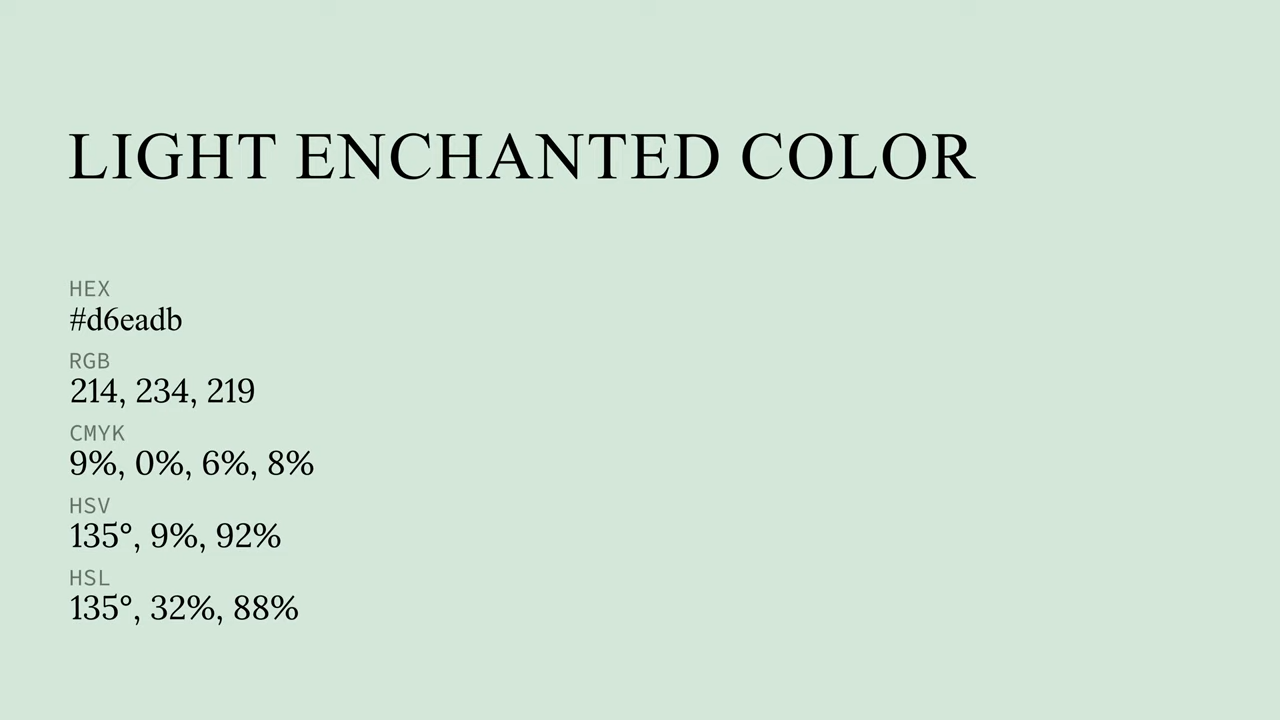 LIGHT ENCHANTED COLOR
HEX
#d6eadb
RGB
214, 234, 219
CMYK
9%, 0%, 6%, 8%
HSV
135°, 9%, 92%
HSL
135°, 32%, 88%